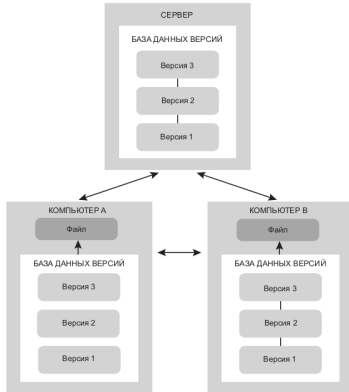 СЕРВЕР
БАЗА ДАННЫХ ВЕРСИЙ
Версия 3
Версия 2
Версия 1
КОМПЬЮТЕР А
Файл
БАЗА ДАННЫХ ВЕРСИЙ
Версия 3
Версия 2
Версия 1
КОМПЬЮТЕР В
Файл
БАЗА ДАННЫХ ВЕРСИЙ
Версия 3
Версия 2
Версия 1